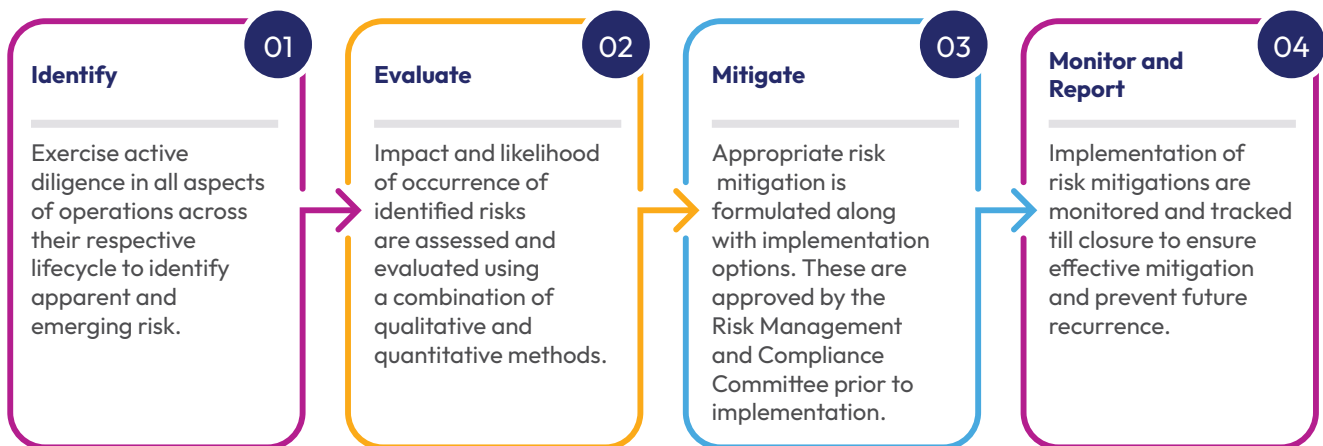 01
Identify
Exercise active
diligence in all aspects
of operations across
their respective
lifecycle to identify
apparent and
emerging risk.
02
Evaluate
Impact and likelihood
of occurrence of
identified risks
are assessed and
evaluated using
a combination of
qualitative and
quantitative methods.
03
Mitigate
Appropriate risk
mitigation is
formulated along
with implementation
options. These are
approved by the
Risk Management
and Compliance
Committee prior to
implementation.
04
Monitor and
Report
Implementation of
risk mitigations are
monitored and tracked
till closure to ensure
effective mitigation
and prevent future
recurrence.